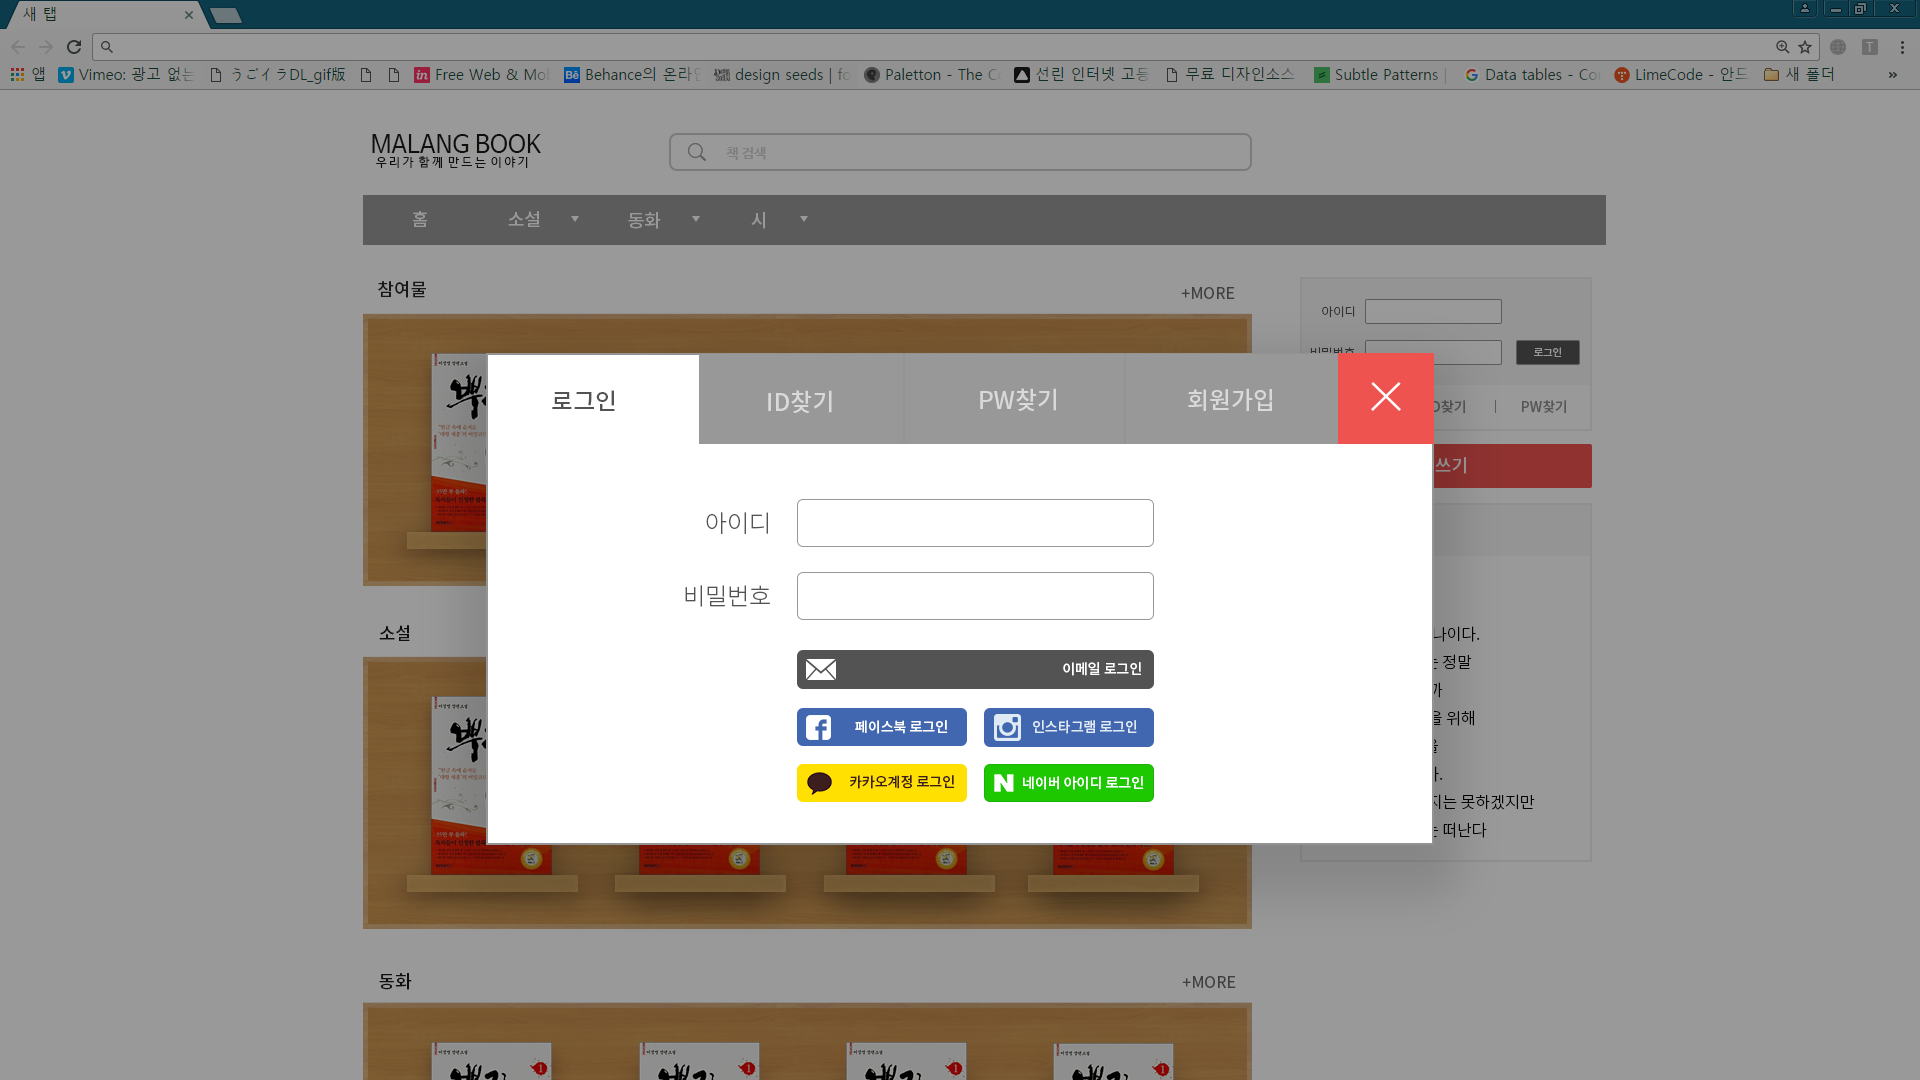 새 탭
앱 Vimeo: 광고 없는 うごイラDL_gif版 Free Web & Mo Behance의 온라인 design seeds | fo Paletton - The C 선린 인터넷 고등 무료 디자인소스 Subtle Patterns | Data tables - Co LimeCode - 안드 새 폴더 »
MALANG BOOK
우리가 함께 만드는 이야기
책 검색
홈 소설 동화 시
참여물 +MORE
아이디
비밀번호 로그인
D찾기 | PW찾기
쓰기
로그인 ID찾기 PW찾기 회원가입
아이디
비밀번호
이메일 로그인
페이스북 로그인 인스타그램 로그인
카카오계정 로그인 네이버 아이디 로그인
소설
나이다.
는 정말
까
을 위해
을
다.
지는 못하겠지만
는 떠난다
동화 +MORE